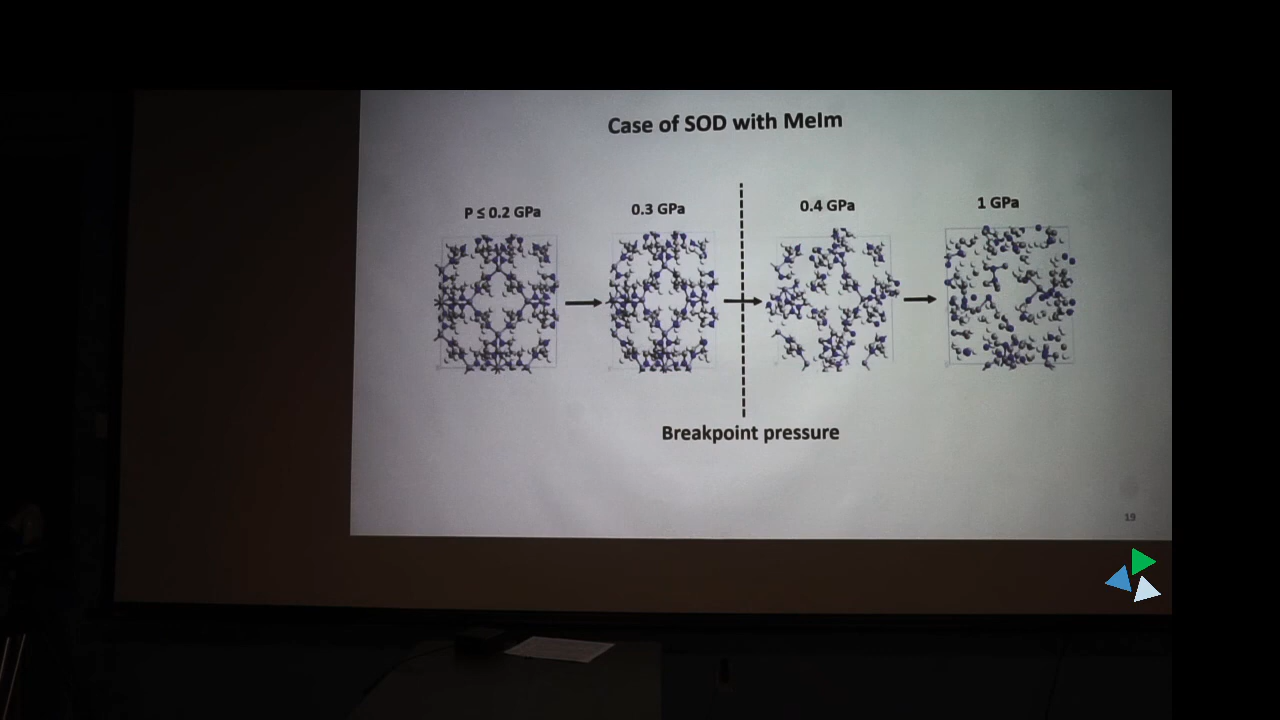 Case of SOD with MeIm
P ≤ 0.2 GPa
0.3 GPa
0.4 GPa
1 GPa
Breakpoint pressure
19